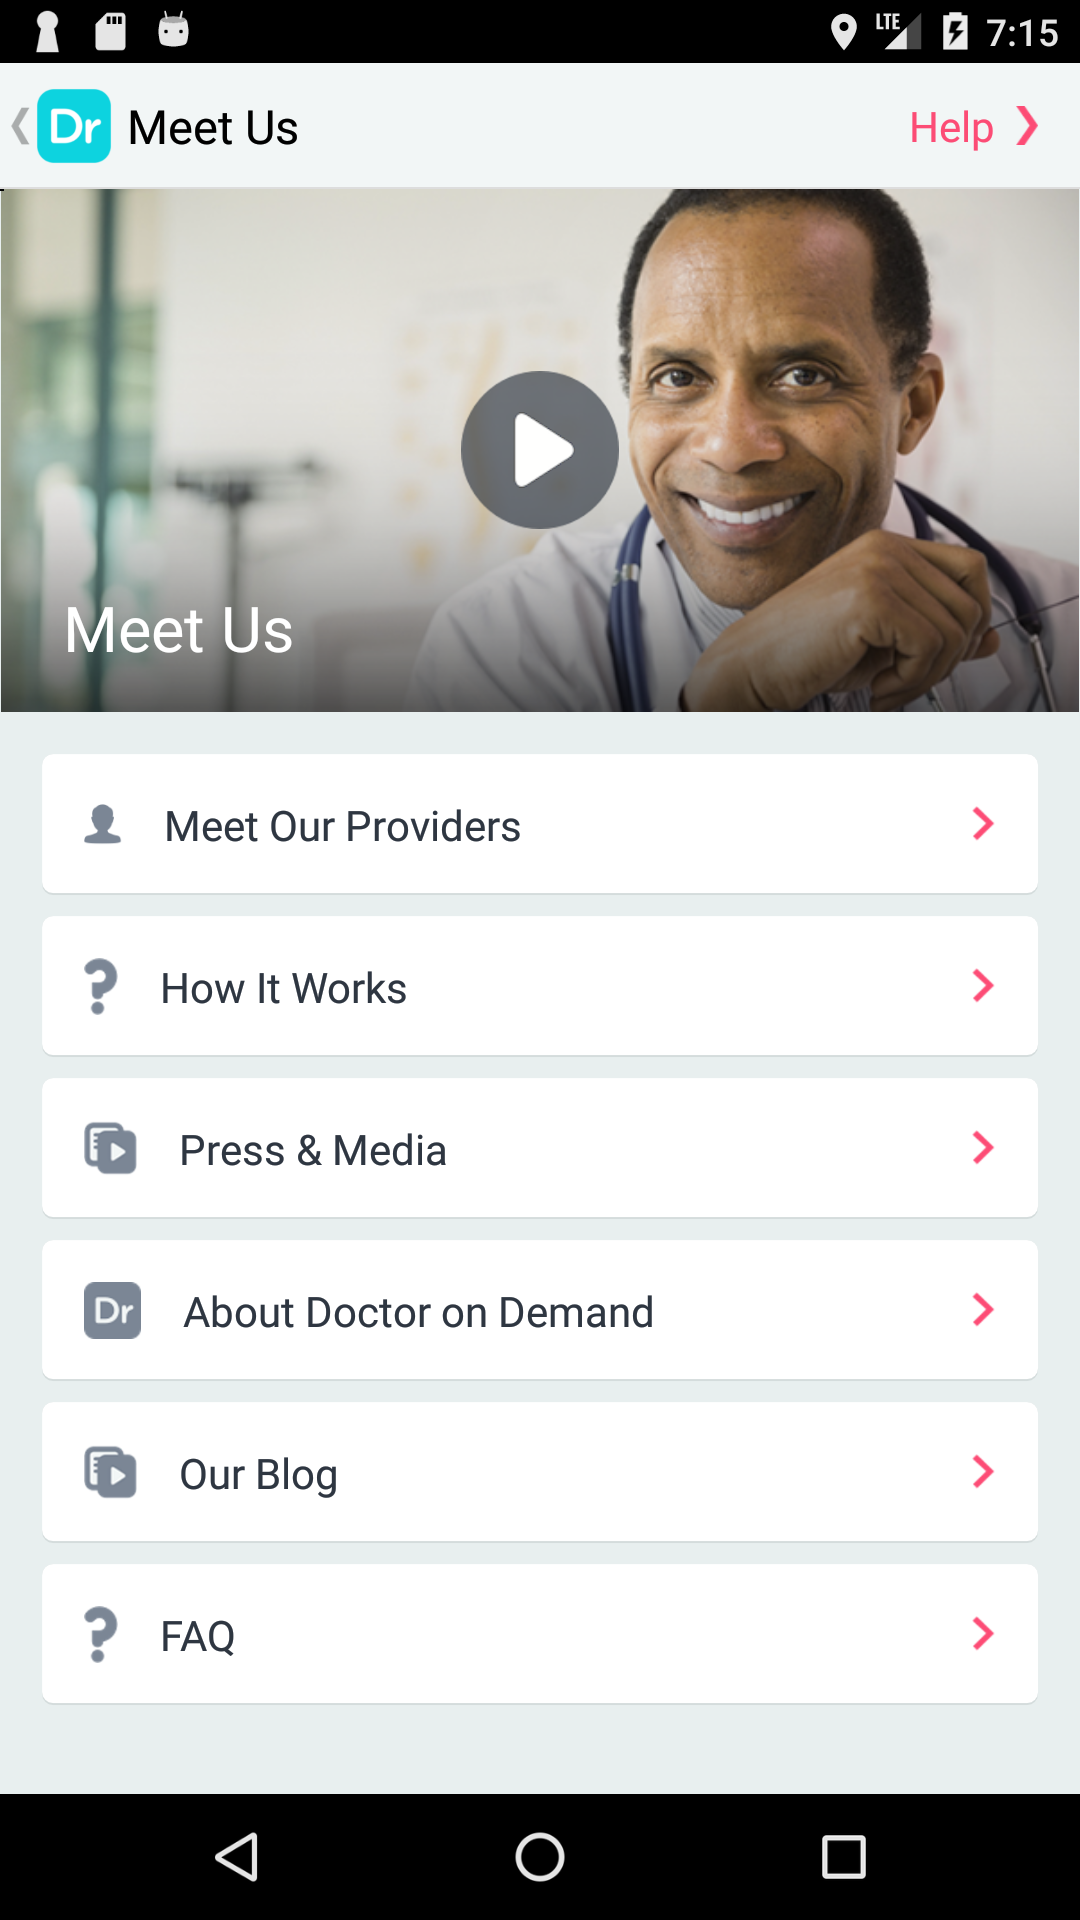 LTE 7:15
Dr Meet Us Help
Meet Us
Meet Our Providers
How It Works
Press & Media
Dr About Doctor on Demand
Our Blog
FAQ